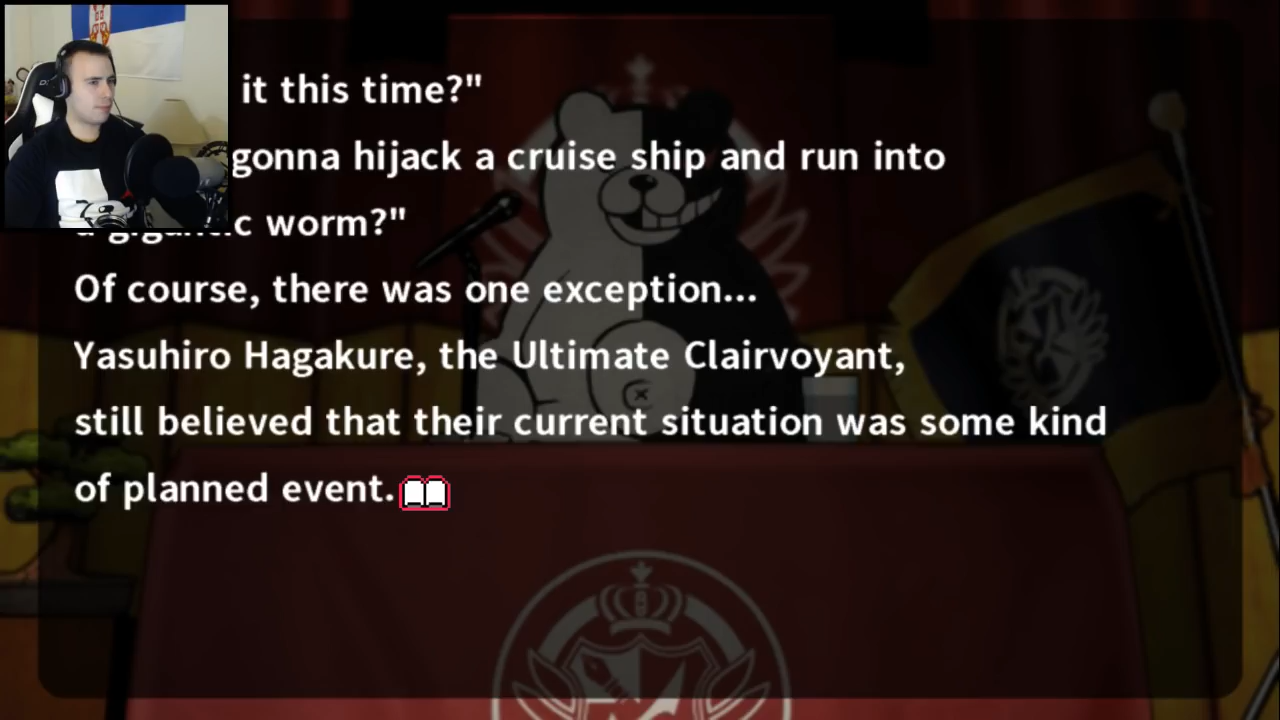 it this time?"
gonna hijack a cruise ship and run into
worm?"
Of course, there was one exception...
Yasuhiro Hagakure, the Ultimate Clairvoyant,
still believed that their current situation was some kind
of planned event.